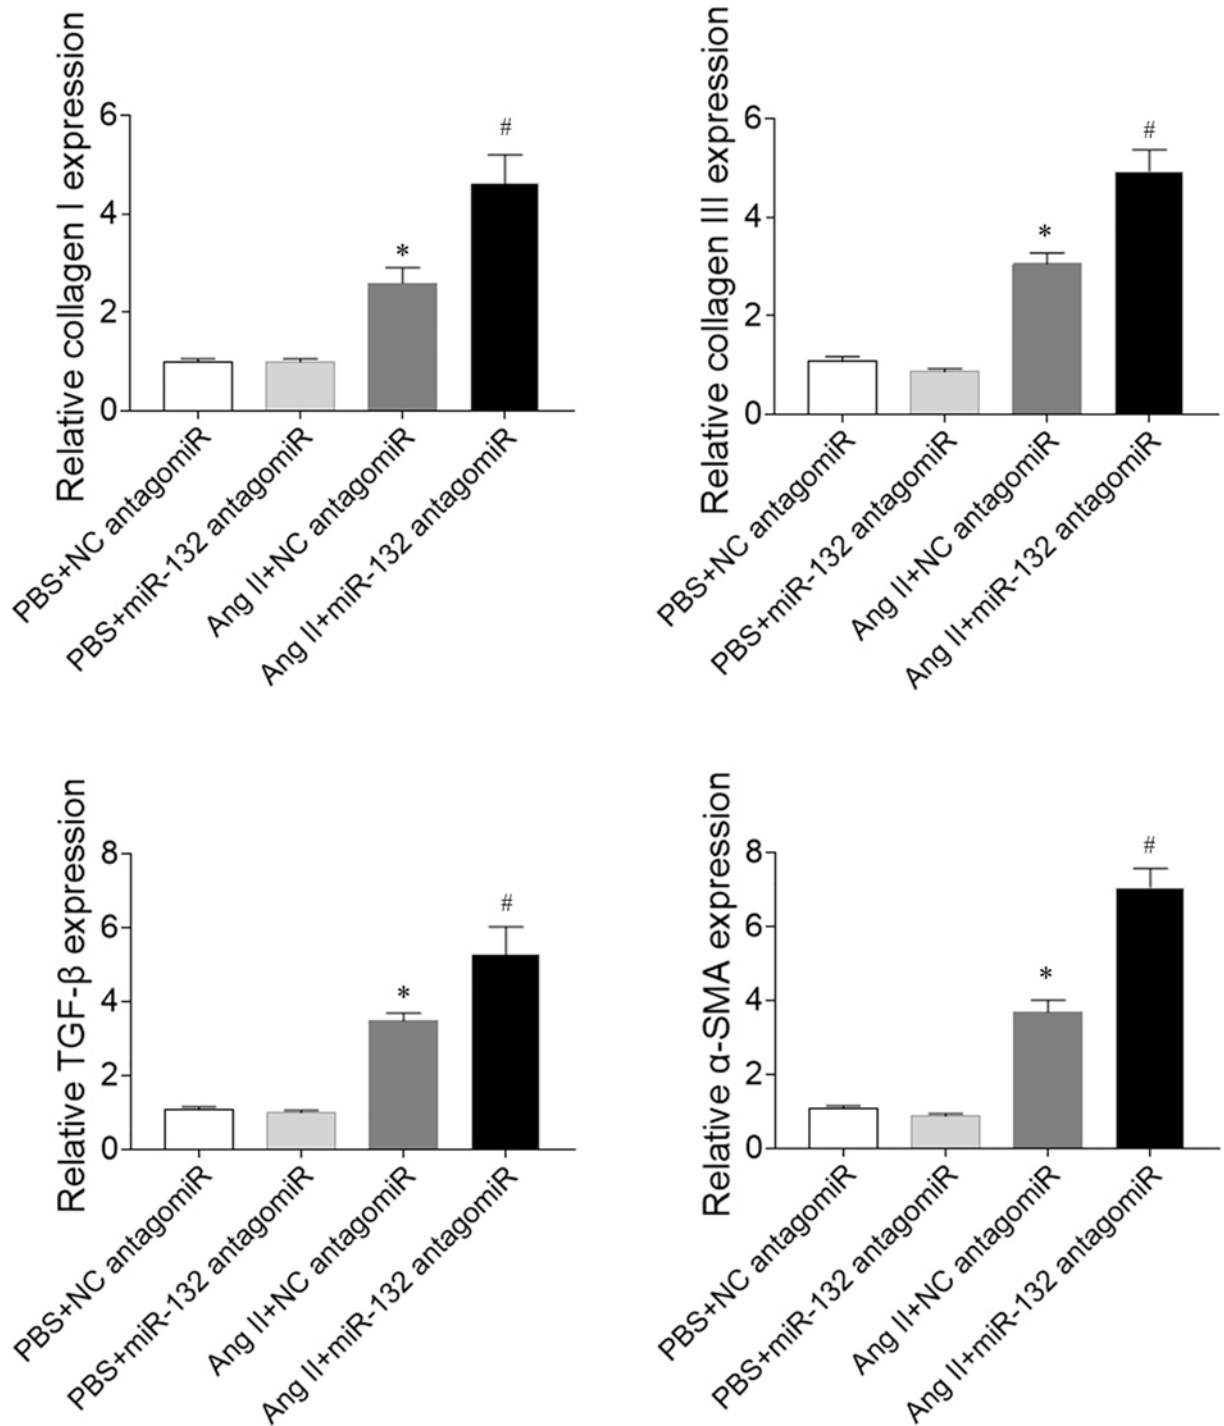 Relative collagen I expression
6
4
2
0
#
*
PBS+NC antagomiR
PBS+miR-132 antagomiR
Ang II+NC antagomiR
Ang II+miR-132 antagomiR
Relative collagen III expression
6
4
2
0
#
*
PBS+NC antagomiR
PBS+miR-132 antagomiR
Ang II+NC antagomiR
Ang II+miR-132 antagomiR
Relative TGF-β expression
8
6
4
2
0
#
*
PBS+NC antagomiR
PBS+miR-132 antagomiR
Ang II+NC antagomiR
Ang II+miR-132 antagomiR
Relative α-SMA expression
8
6
4
2
0
#
*
PBS+NC antagomiR
PBS+miR-132 antagomiR
Ang II+NC antagomiR
Ang II+miR-132 antagomiR